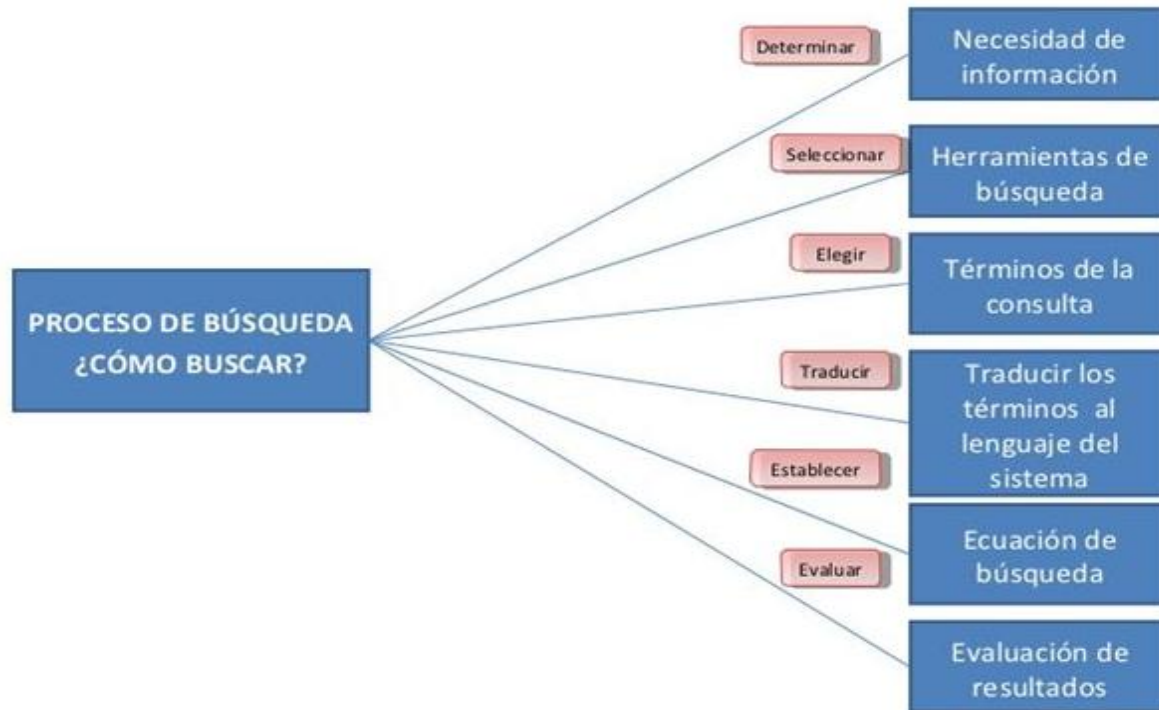 PROCESO DE BÚSQUEDA
¿CÓMO BUSCAR?
Determinar
Necesidad de
información
Seleccionar
Herramientas de
búsqueda
Elegir
Términos de la
consulta
Traducir
Traducir los
términos al
lenguaje del
sistema
Establecer
Ecuación de
búsqueda
Evaluar
Evaluación de
resultados